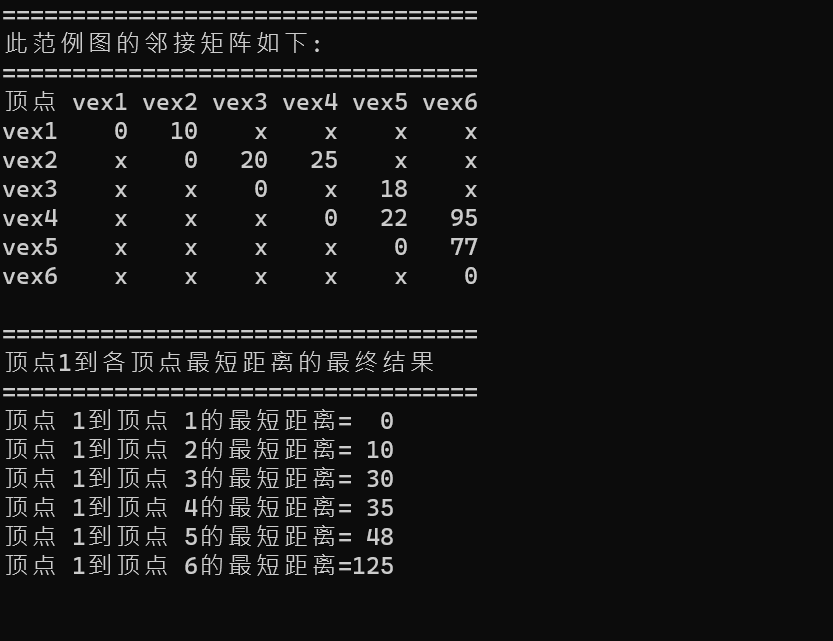 ==================================
此范例图的邻接矩阵如下:
==================================
顶点 vex1 vex2 vex3 vex4 vex5 vex6
vex1    0   10    x    x    x    x
vex2    x    0   20   25    x    x
vex3    x    x    0    x   18    x
vex4    x    x    x    0   22   95
vex5    x    x    x    x    0   77
vex6    x    x    x    x    x    0
==================================
顶点1到各顶点最短距离的最终结果
==================================
顶点 1到顶点 1的最短距离=  0
顶点 1到顶点 2的最短距离= 10
顶点 1到顶点 3的最短距离= 30
顶点 1到顶点 4的最短距离= 35
顶点 1到顶点 5的最短距离= 48
顶点 1到顶点 6的最短距离=125